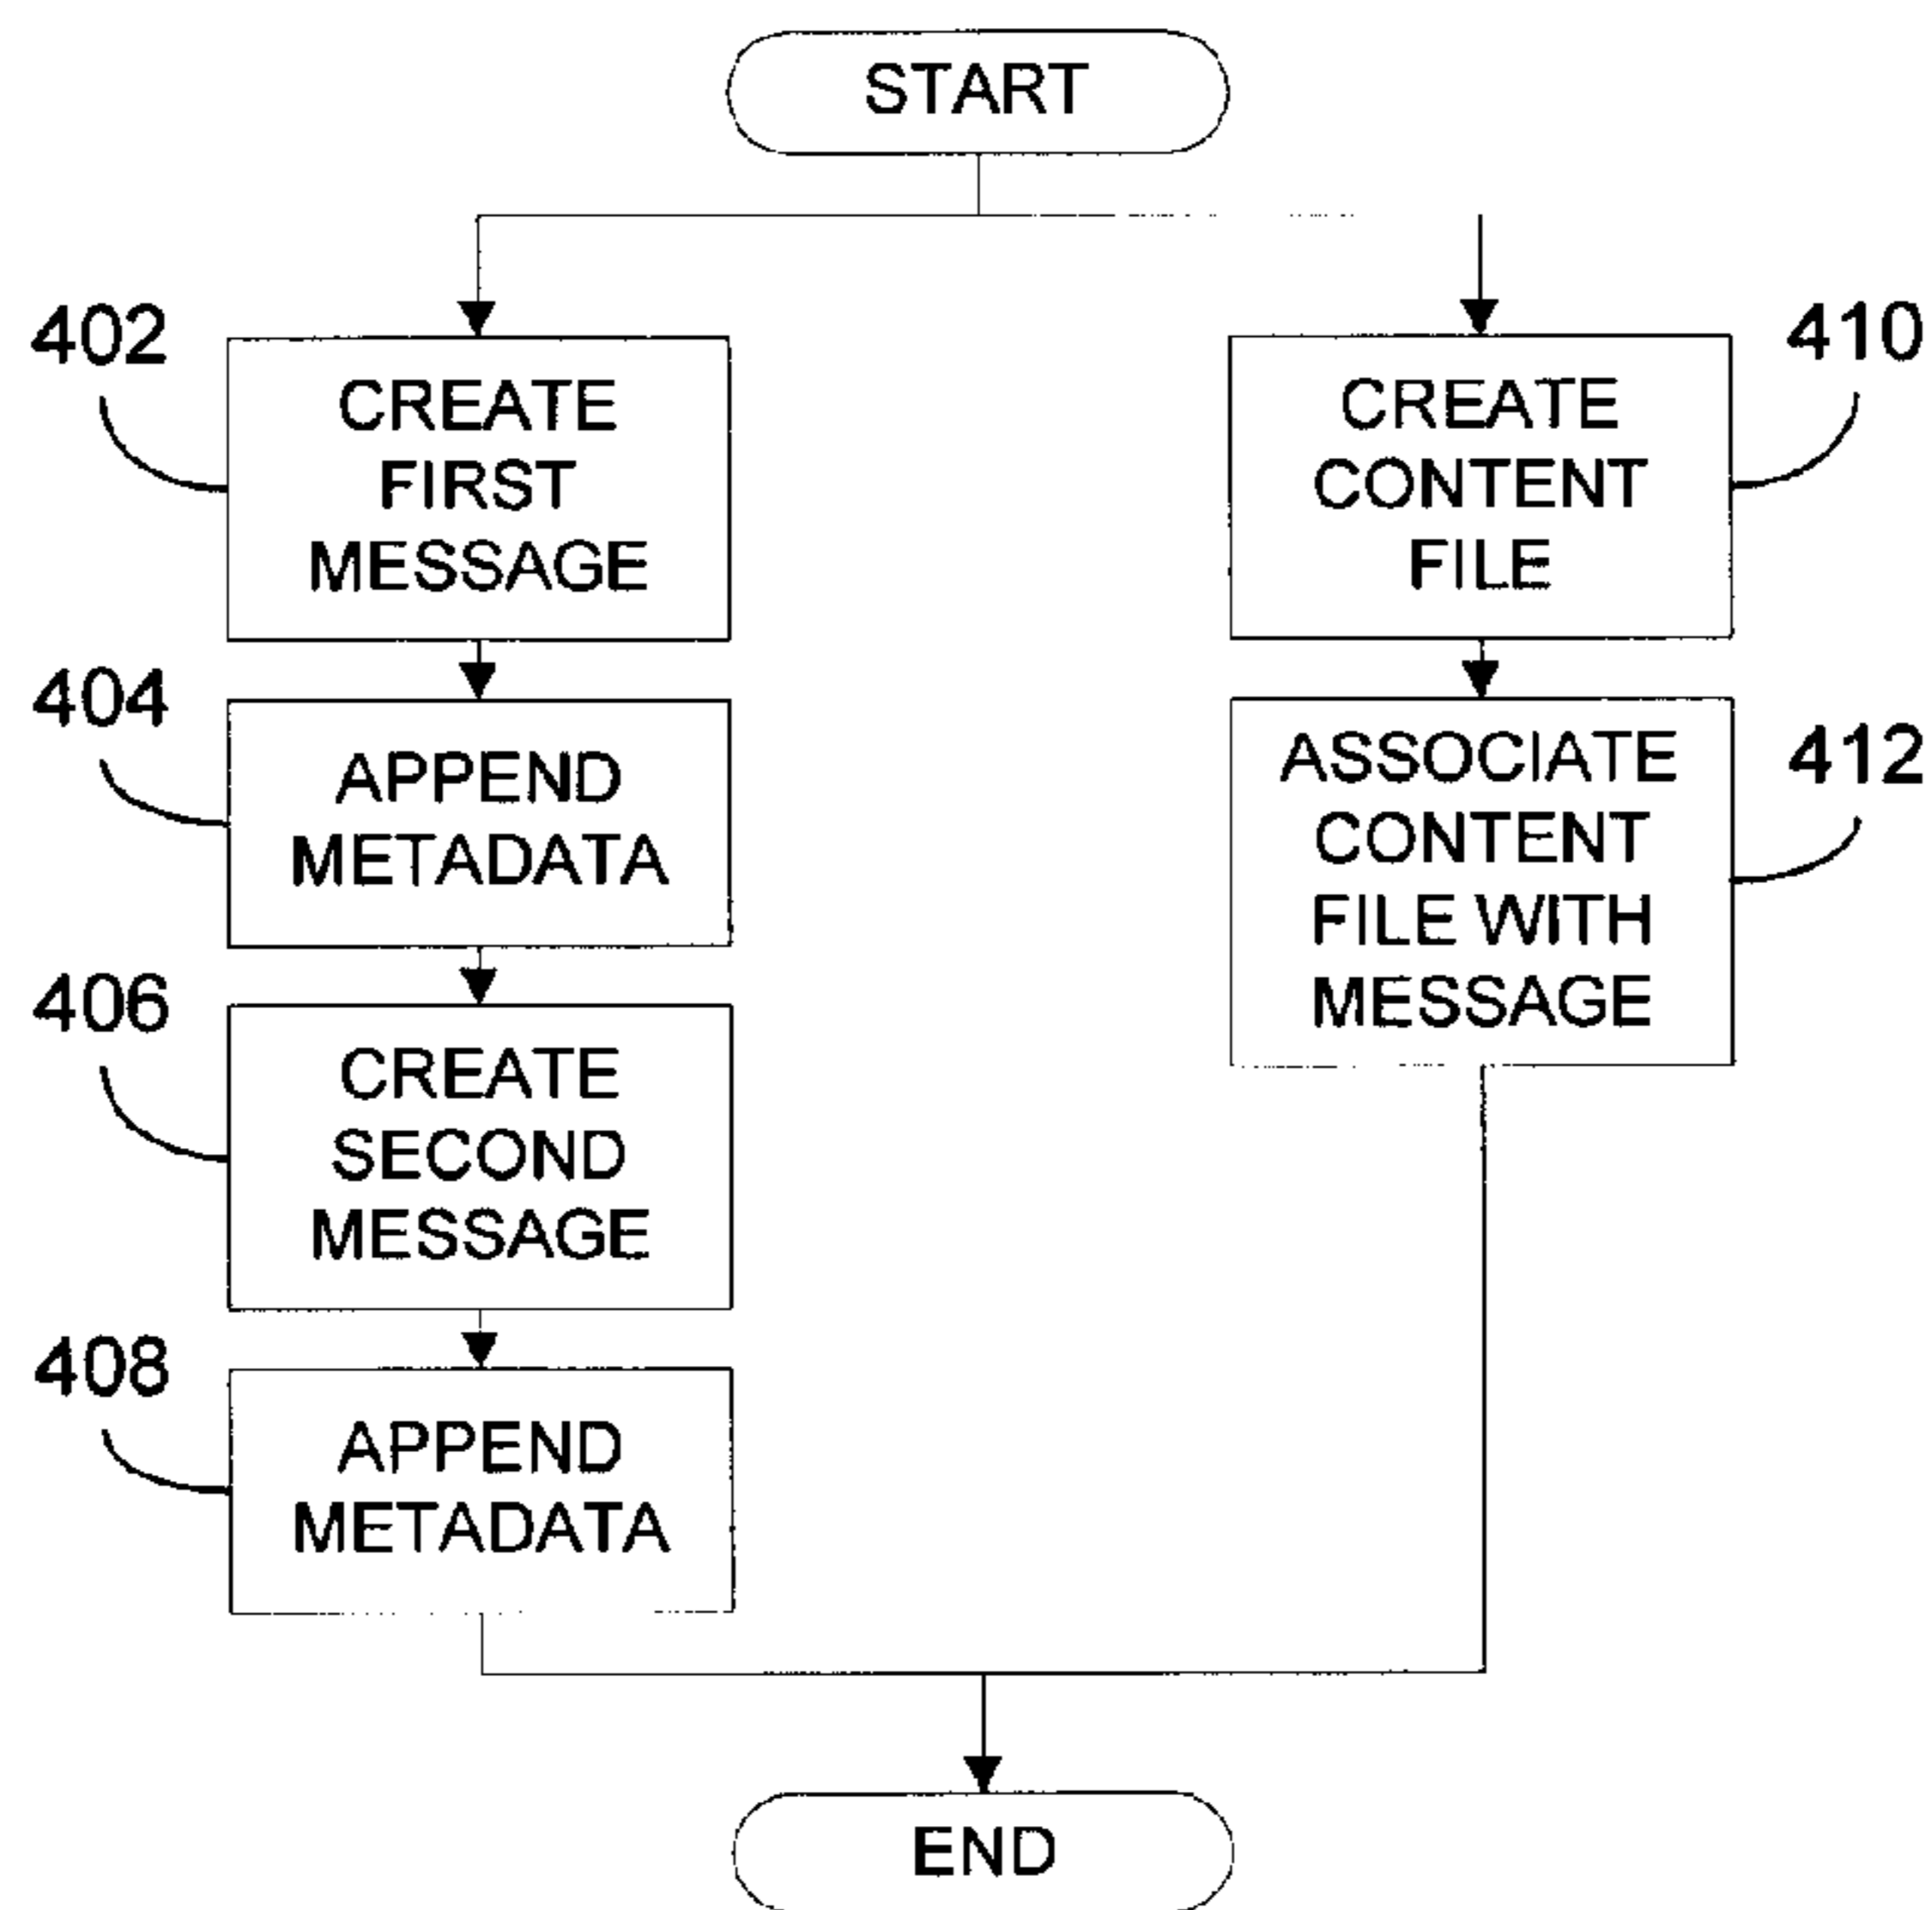 START
402
CREATE
FIRST
MESSAGE
404
APPEND
METADATA
406
CREATE
SECOND
MESSAGE
408
APPEND
METADATA
410
CREATE
CONTENT
FILE
412
ASSOCIATE
CONTENT
FILE WITH
MESSAGE
END